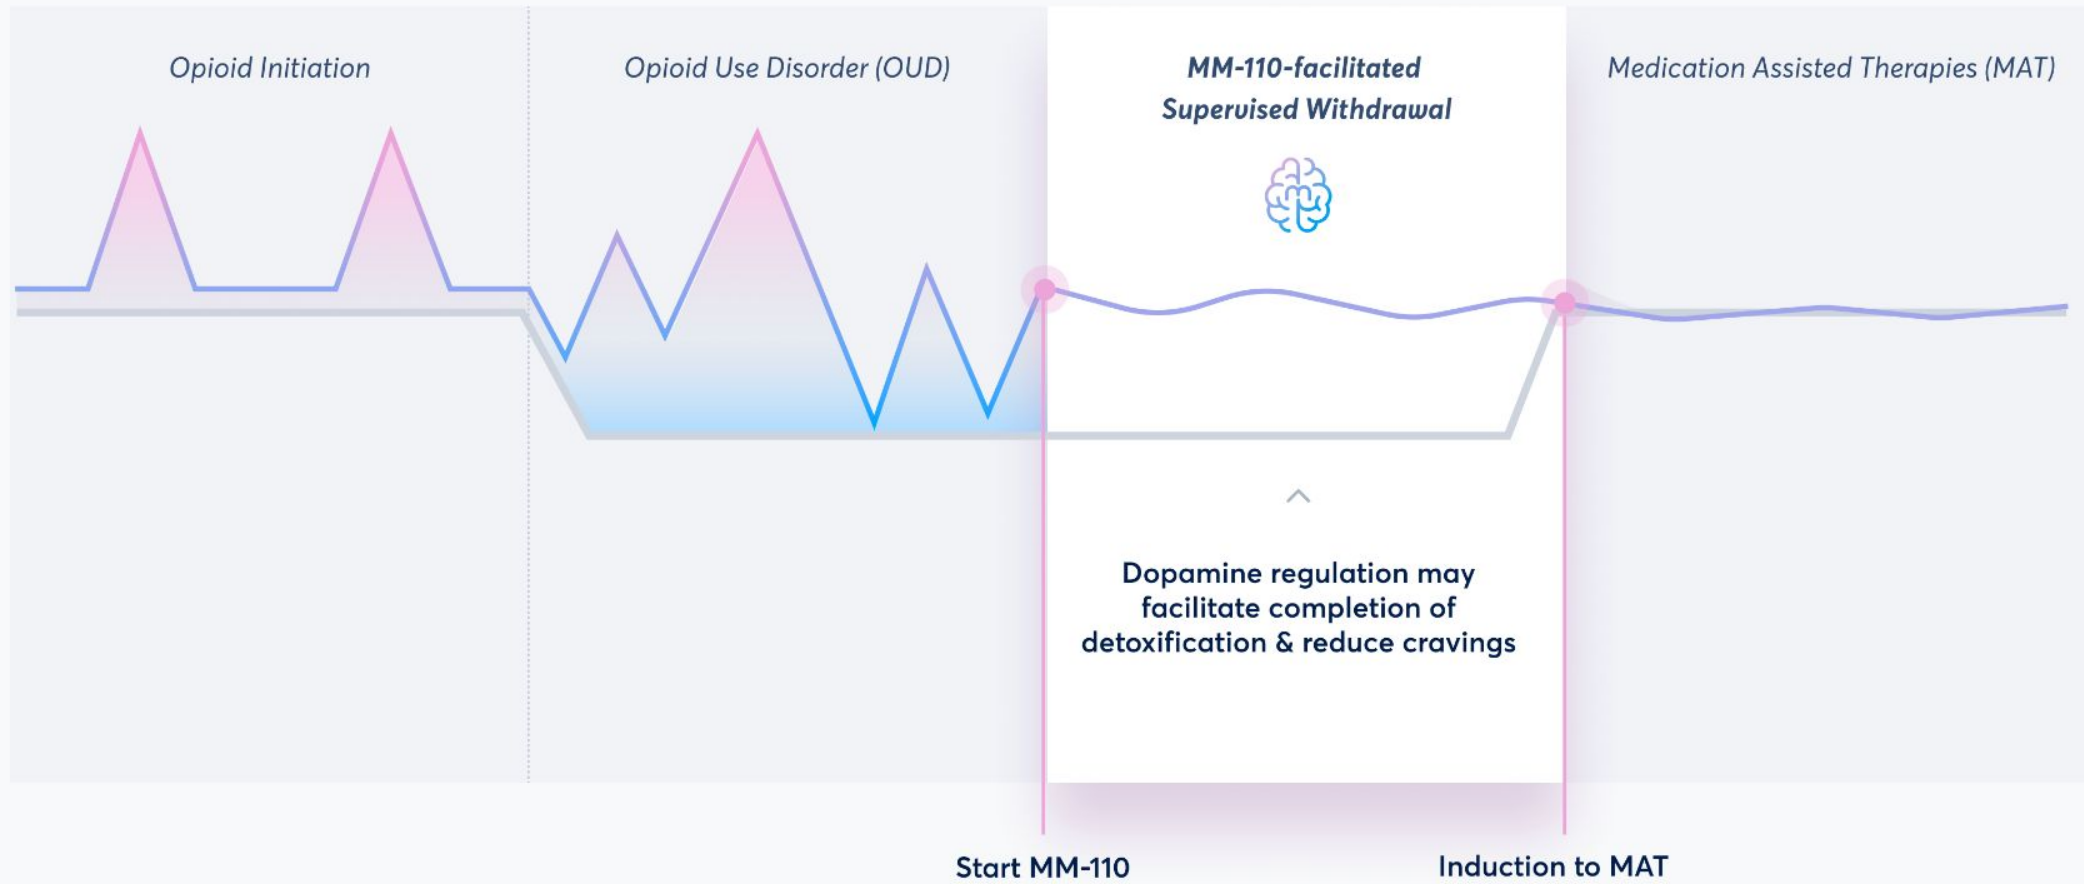 Opioid Initiation
Opioid Use Disorder (OUD)
MM-110-facilitated
Supervised Withdrawal
Medication Assisted Therapies (MAT)
Dopamine regulation may
facilitate completion of
detoxification & reduce cravings
Start MM-110
Induction to MAT